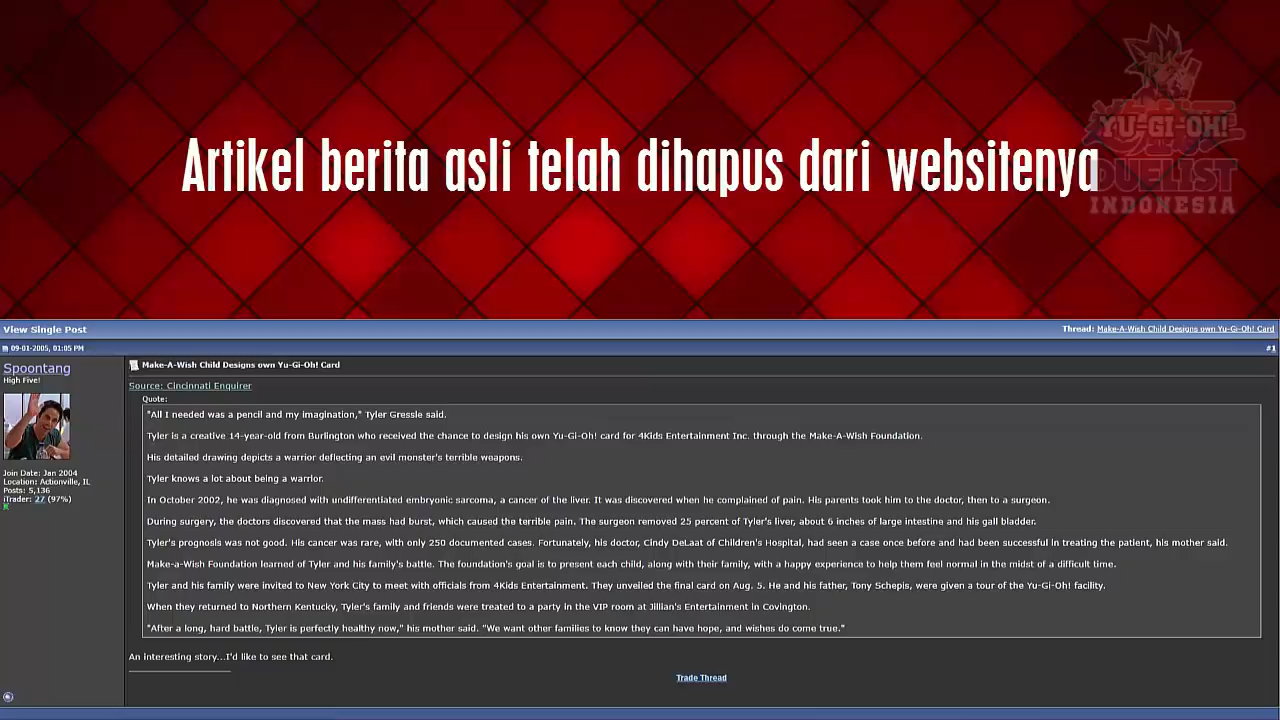 Artikel berita asli telah dihapus dari websitenya
YU-GI-OH!
DUELIST
INDONESIA
View Single Post
Thread: Make-A-Wish Child Designs own Yu-Gi-Oh! Card
09-01-2005, 01:05 PM
#1
Spoontang
High Five!
Join Date: Jan 2004
Location: Actionville, IL
Posts: 5,136
iTrader: 27 (97%)
Make-A-Wish Child Designs own Yu-Gi-Oh! Card
Source: Cincinnati Enquirer
Quote:
"All I needed was a pencil and my imagination," Tyler Gressle said.
Tyler is a creative 14-year-old from Burlington who received the chance to design his own Yu-Gi-Oh! card for 4Kids Entertainment Inc. through the Make-A-Wish Foundation.
His detailed drawing depicts a warrior deflecting an evil monster's terrible weapons.
Tyler knows a lot about being a warrior.
In October 2002, he was diagnosed with undifferentiated embryonic sarcoma, a cancer of the liver. It was discovered when he complained of pain. His parents took him to the doctor, then to a surgeon.
During surgery, the doctors discovered that the mass had burst, which caused the terrible pain. The surgeon removed 25 percent of Tyler's liver, about 6 inches of large intestine and his gall bladder.
Tyler's prognosis was not good. His cancer was rare, with only 250 documented cases. Fortunately, his doctor, Cindy DeLaat of Children's Hospital, had seen a case once before and had been successful in treating the patient, his mother said.
Make-a-Wish Foundation learned of Tyler and his family's battle. The foundation's goal is to present each child, along with their family, with a happy experience to help them feel normal in the midst of a difficult time.
Tyler and his family were invited to New York City to meet with officials from 4Kids Entertainment. They unveiled the final card on Aug. 5. He and his father, Tony Schepis, were given a tour of the Yu-Gi-Oh! facility.
When they returned to Northern Kentucky, Tyler's family and friends were treated to a party in the VIP room at Jillian's Entertainment in Covington.
"After a long, hard battle, Tyler is perfectly healthy now," his mother said. "We want other families to know they can have hope, and wishes do come true."
An interesting story...I'd like to see that card.
Trade Thread